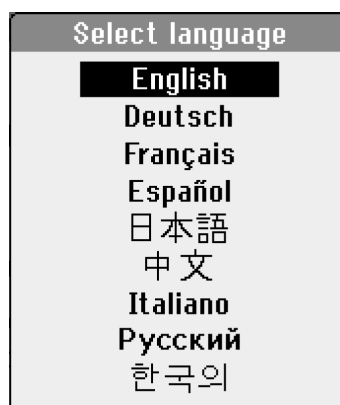 Select language
English
Deutsch
Français
Español
日本語
中文
Italiano
Русский
한국의